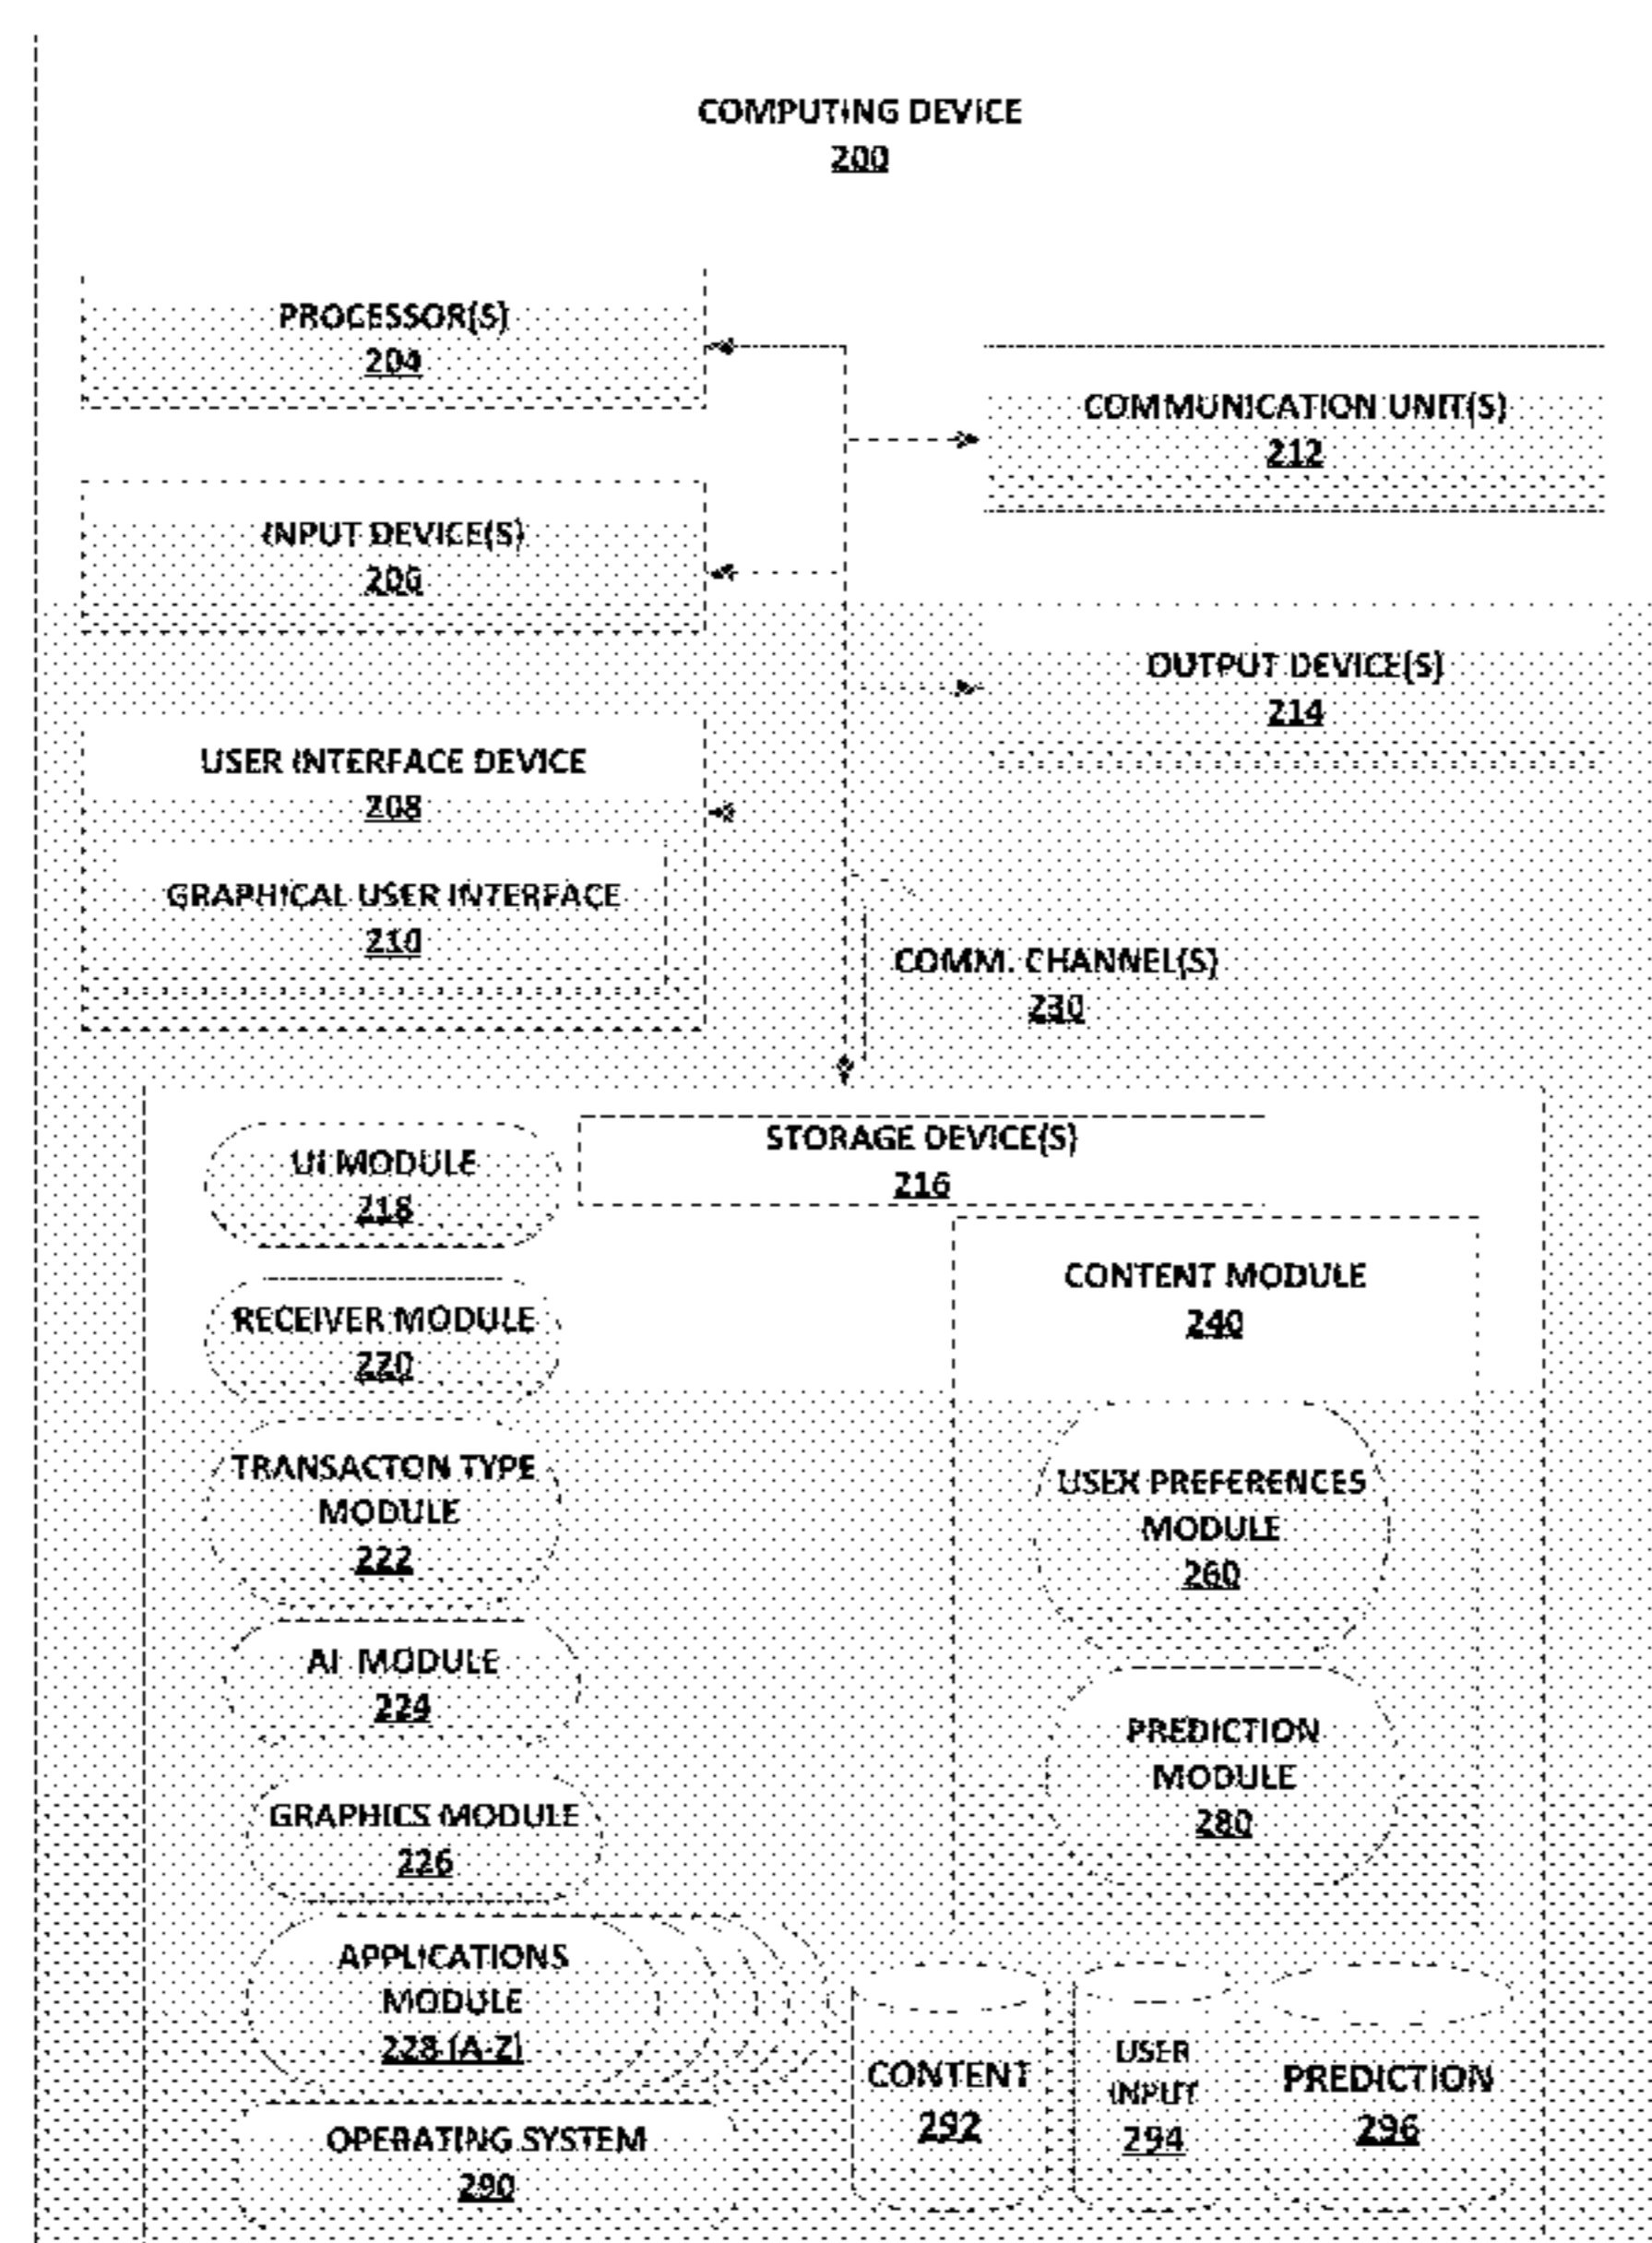 COMPUTING DEVICE
200
PROCESSOR(S)
204
COMMUNICATION UNIT(S)
212
INPUT DEVICE(S)
206
OUTPUT DEVICE(S)
214
USER INTERFACE DEVICE
208
GRAPHICAL USER INTERFACE
210
COMM. CHANNEL(S)
230
STORAGE DEVICE(S)
216
UI MODULE
218
RECEIVER MODULE
220
TRANSACTON TYPE
MODULE
222
AI MODULE
224
GRAPHICS MODULE
226
APPLICATIONS
MODULE
228 (A-Z)
OPERATING SYSTEM
290
CONTENT MODULE
240
USER PREFERENCES
MODULE
260
PREDICTION
MODULE
280
CONTENT
292
USER
INPUT
294
PREDICTION
296